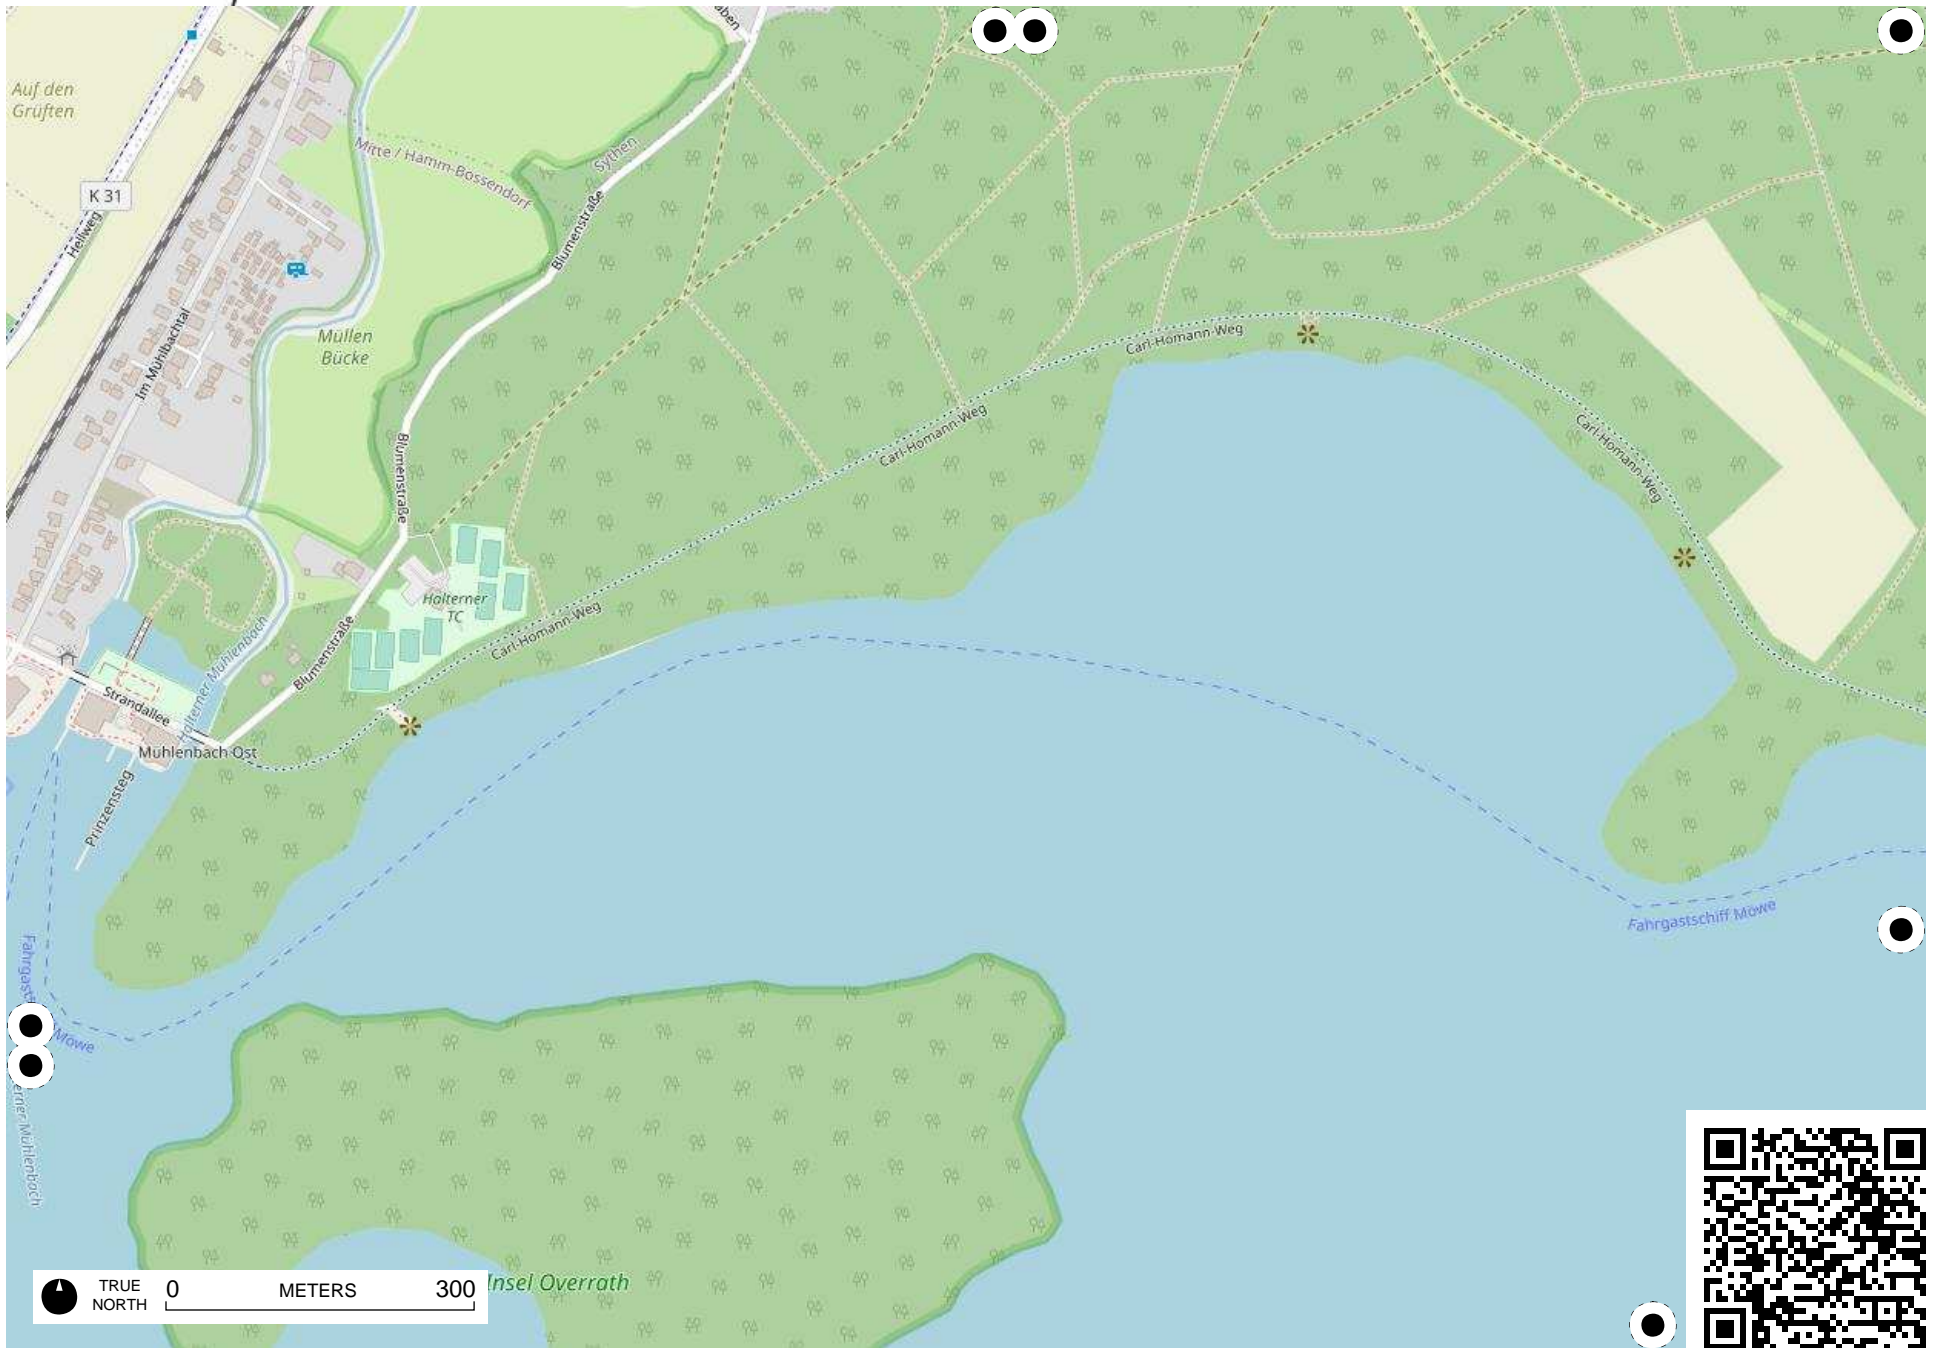 Auf den
Grüften
K 31
Hellweg
Mitte / Hamm-Bossendorf
Sythen
Blumenstraße
Müllen
Bücke
Im Mühlbachtal
Carl-Homann-Weg
Carl-Homann-Weg
Carl-Homann-Weg
Blumenstraße
Halterner
TC
Carl-Homann-Weg
Blumenstraße
Halterner Mühlenbach
Strandallee
Mühlenbach Ost
Prinzensteg
Fahrgastschiff Möwe
Möwe
Mühlenbach
Insel Overrath
TRUE
NORTH
0 METERS 300